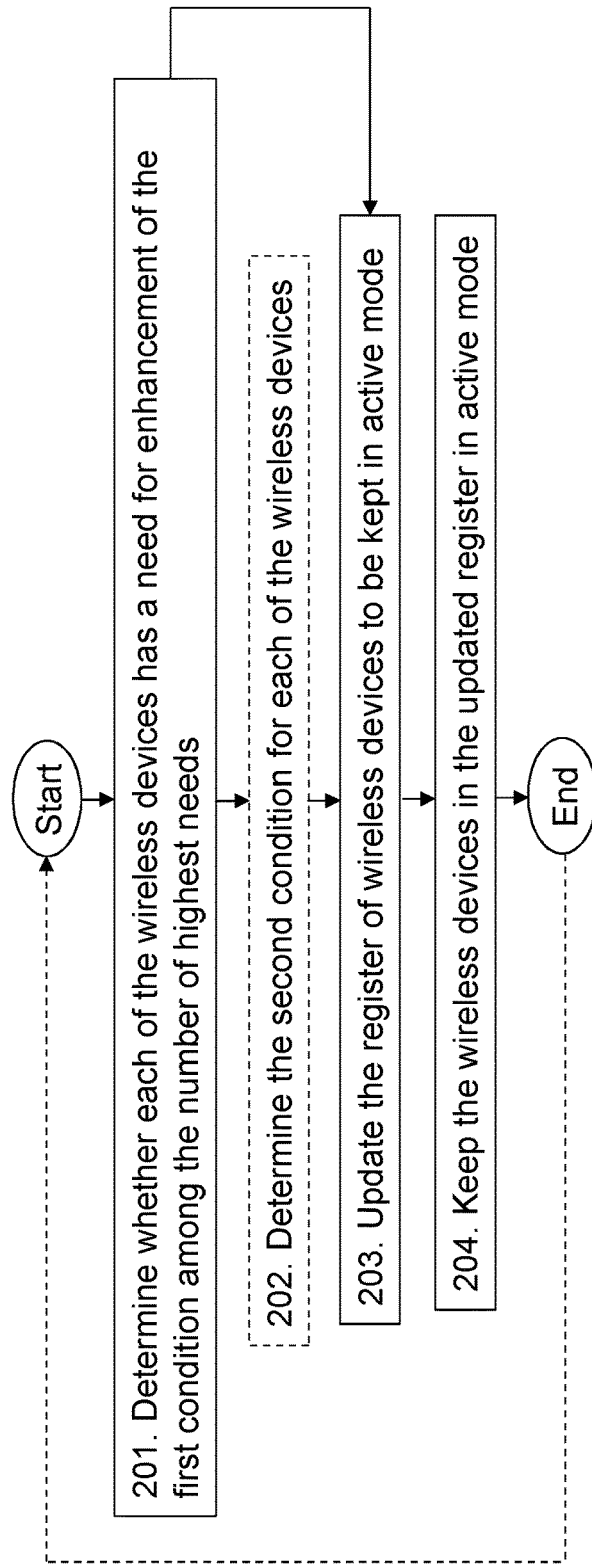 Start
201. Determine whether each of the wireless devices has a need for enhancement of the
first condition among the number of highest needs
202. Determine the second condition for each of the wireless devices
203. Update the register of wireless devices to be kept in active mode
204. Keep the wireless devices in the updated register in active mode
End